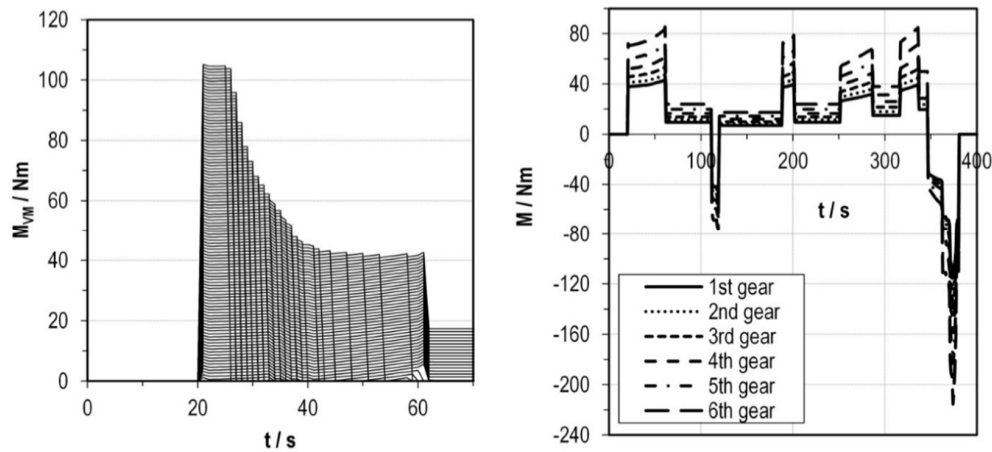 120
100
80
60
40
20
0
M_VM / Nm
0 20 40 60
t / s
80
40
0
-40
-80
-120
-160
-200
-240
M / Nm
0 100 200 300 400
t / s
1st gear
2nd gear
3rd gear
4th gear
5th gear
6th gear